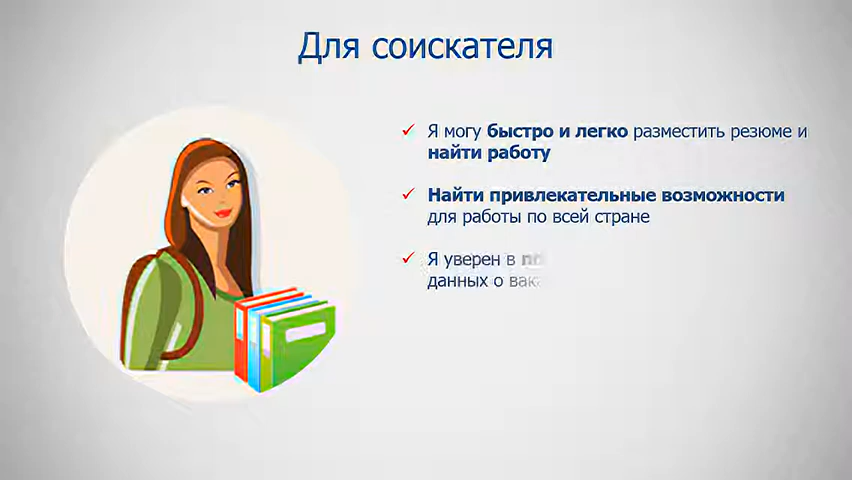 Для соискателя
Я могу быстро и легко разместить резюме и
найти работу
Найти привлекательные возможности
для работы по всей стране
Я уверен в
данных о